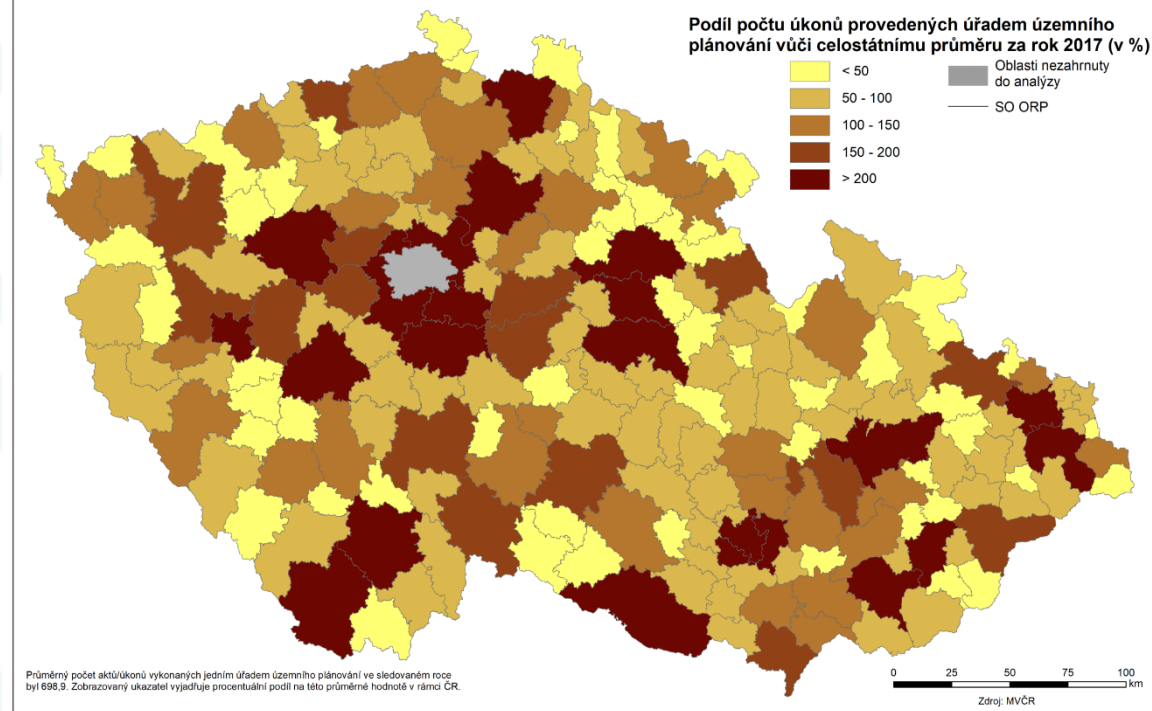 Podíl počtu úkonů provedených úřadem územního
plánování vůči celostátnímu průměru za rok 2017 (v %)
< 50
50 - 100
100 - 150
150 - 200
> 200
Oblasti nezahrnuty
do analýzy
SO ORP
Průměrný počet aktů/úkonů vykonaných jedním úřadem územního plánování ve sledovaném roce
byl 698,9. Zobrazovaný ukazatel vyjadřuje procentuální podíl na této průměrné hodnotě v rámci ČR.
0 25 50 75 100
km
Zdroj: MVČR